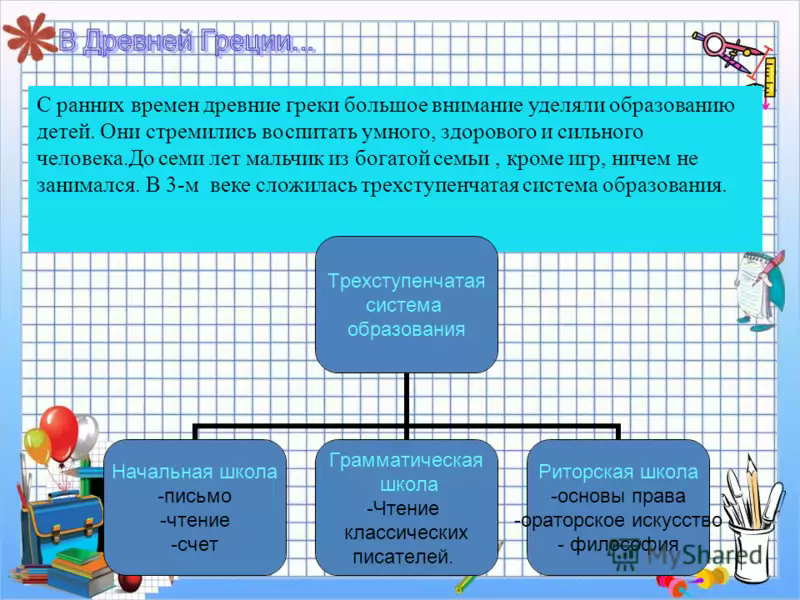 В Древней Греции...
С ранних времен древние греки большое внимание уделяли образованию
детей. Они стремились воспитать умного, здорового и сильного
человека.До семи лет мальчик из богатой семьи , кроме игр, ничем не
занимался. В 3-м веке сложилась трехступенчатая система образования.
Трехступенчатая
система
образования
Начальная школа
-письмо
-чтение
-счет
Грамматическая
школа
-Чтение
классических
писателей.
Риторская школа
-основы права
-ораторское искусство
- философия
MyShared